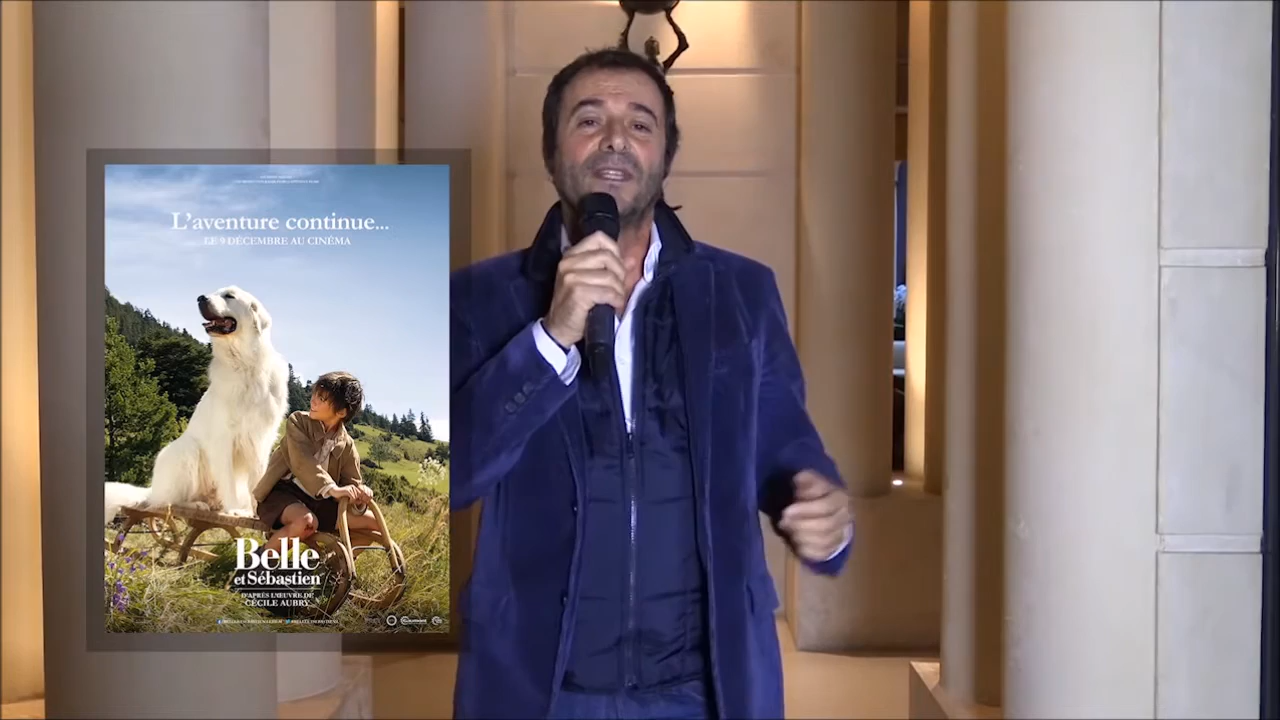 L'aventure continue...
LE 9 DÉCEMBRE AU CINÉMA
Belle
et Sébastien
D'APRÈS L'ŒUVRE DE
CÉCILE AUBRY